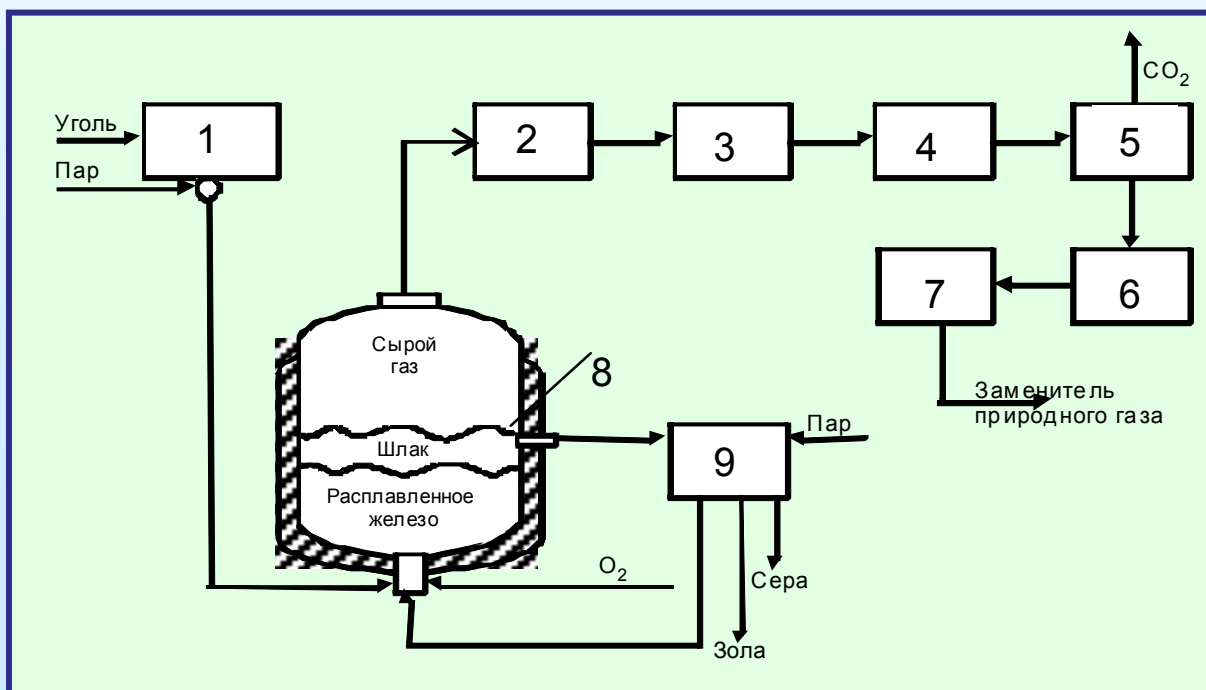 CO₂
Уголь
1
2
3
4
5
Пар
7
6
Сырой
газ
8
Заменитель
природного газа
Пар
Шлак
9
Расплавленное
железо
O₂
Сера
Зола